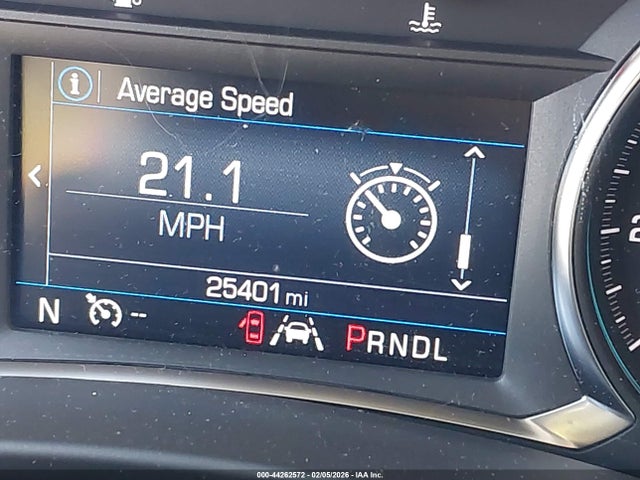 i Average Speed
21.1
MPH
25401 mi
N -- PRNDL
000-44262572 - 02/05/2026 - IAA Inc.